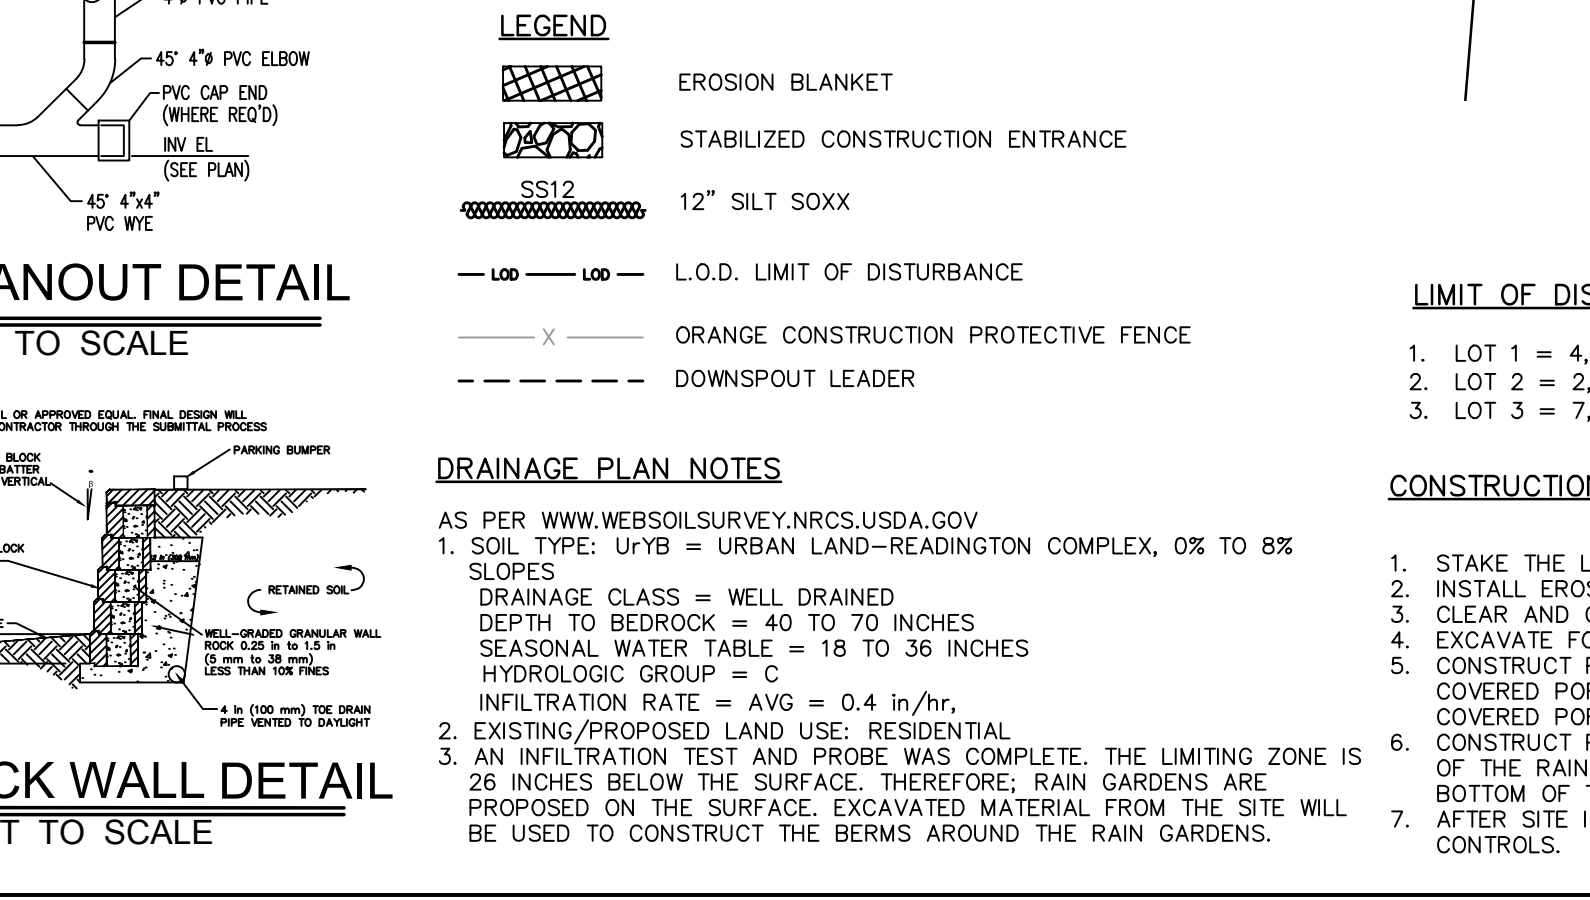 45° 4"ø PVC ELBOW
PVC CAP END
(WHERE REQ'D)
INV EL
(SEE PLAN)
45° 4"x4"
PVC WYE
ANOUT DETAIL
TO SCALE
L OR APPROVED EQUAL. FINAL DESIGN WILL
ONTRACTOR THROUGH THE SUBMITTAL PROCESS
PARKING BUMPER
BLOCK
BATTER
VERTICAL
B
LOCK
RETAINED SOIL
E
WELL-GRADED GRANULAR WALL
ROCK 0.25 in to 1.5 in
(5 mm to 38 mm)
LESS THAN 10% FINES
4 in (100 mm) TOE DRAIN
PIPE VENTED TO DAYLIGHT
CK WALL DETAIL
T TO SCALE
LEGEND
EROSION BLANKET
STABILIZED CONSTRUCTION ENTRANCE
SS12
12" SILT SOXX
LOD LOD
L.O.D. LIMIT OF DISTURBANCE
X
ORANGE CONSTRUCTION PROTECTIVE FENCE
DOWNSPOUT LEADER
DRAINAGE PLAN NOTES
AS PER WWW.WEBSOILSURVEY.NRCS.USDA.GOV
1. SOIL TYPE: UrYB = URBAN LAND-READINGTON COMPLEX, 0% TO 8%
SLOPES
DRAINAGE CLASS = WELL DRAINED
DEPTH TO BEDROCK = 40 TO 70 INCHES
SEASONAL WATER TABLE = 18 TO 36 INCHES
HYDROLOGIC GROUP = C
INFILTRATION RATE = AVG = 0.4 in/hr,
2. EXISTING/PROPOSED LAND USE: RESIDENTIAL
3. AN INFILTRATION TEST AND PROBE WAS COMPLETE. THE LIMITING ZONE IS
26 INCHES BELOW THE SURFACE. THEREFORE; RAIN GARDENS ARE
PROPOSED ON THE SURFACE. EXCAVATED MATERIAL FROM THE SITE WILL
BE USED TO CONSTRUCT THE BERMS AROUND THE RAIN GARDENS.
LIMIT OF DIS
1. LOT 1 = 4,
2. LOT 2 = 2,
3. LOT 3 = 7,
CONSTRUCTION
1. STAKE THE L
2. INSTALL EROS
3. CLEAR AND
4. EXCAVATE FO
5. CONSTRUCT
COVERED POR
COVERED POR
6. CONSTRUCT
OF THE RAIN
BOTTOM OF
7. AFTER SITE I
CONTROLS.